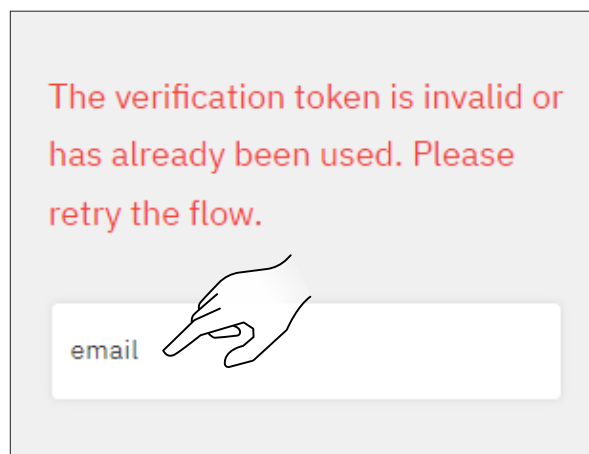 The verification token is invalid or
has already been used. Please
retry the flow.
email